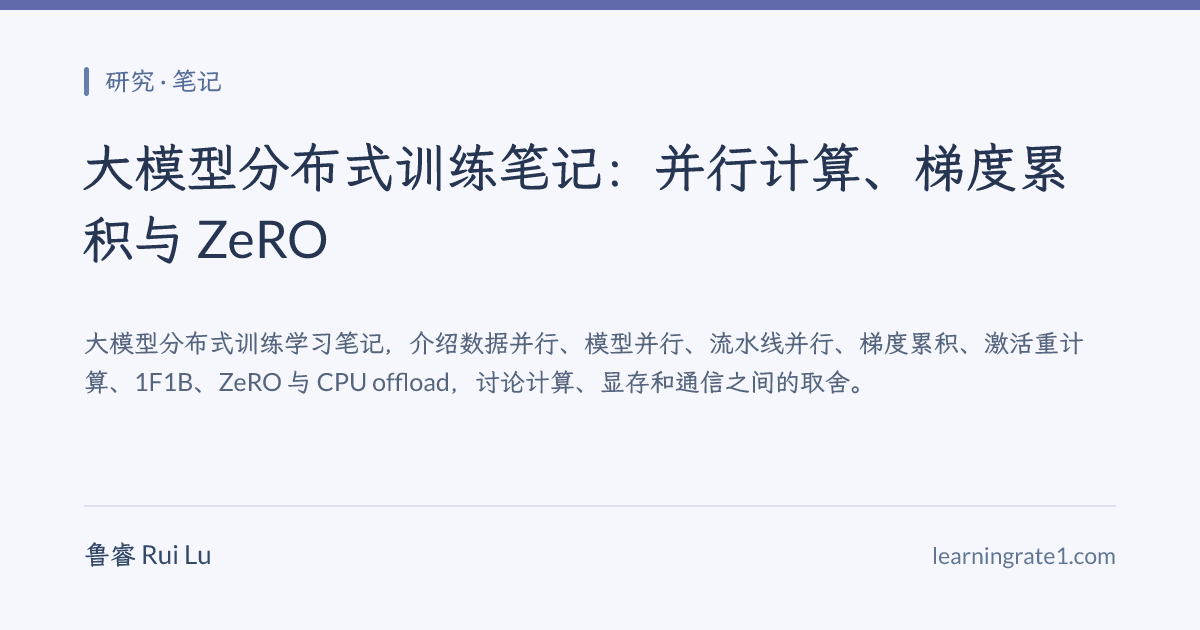 研究 · 笔记
大模型分布式训练笔记：并行计算、梯度累
积与 ZeRO
大模型分布式训练学习笔记，介绍数据并行、模型并行、流水线并行、梯度累积、激活重计
算、1F1B、ZeRO 与 CPU offload，讨论计算、显存和通信之间的取舍。
鲁睿 Rui Lu
learningrate1.com